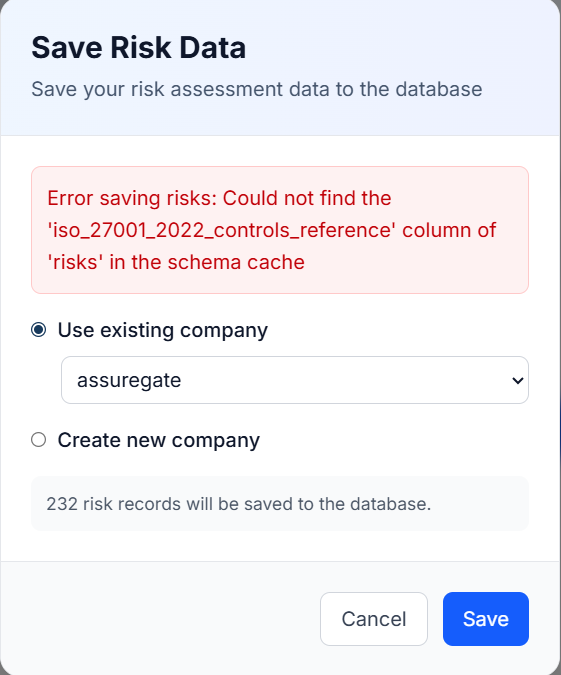 Save Risk Data
Save your risk assessment data to the database
Error saving risks: Could not find the
'iso_27001_2022_controls_reference' column of
'risks' in the schema cache
Use existing company
assuregate
Create new company
232 risk records will be saved to the database.
Cancel
Save